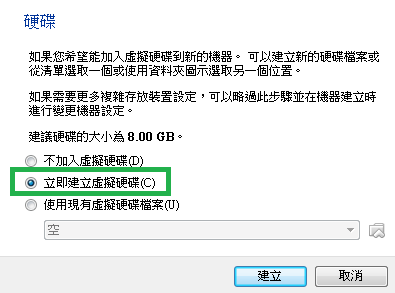 硬碟
如果您希望能加入虛擬硬碟到新的機器。可以建立新的硬碟檔案或
從清單選取一個或使用資料夾圖示選取另一個位置。
如果需要更多複雜存放裝置設定，可以略過此步驟並在機器建立時
進行變更機器設定。
建議硬碟的大小為 8.00 GB。
不加入虛擬硬碟(D)
立即建立虛擬硬碟(C)
使用現有虛擬硬碟檔案(U)
空
建立 取消